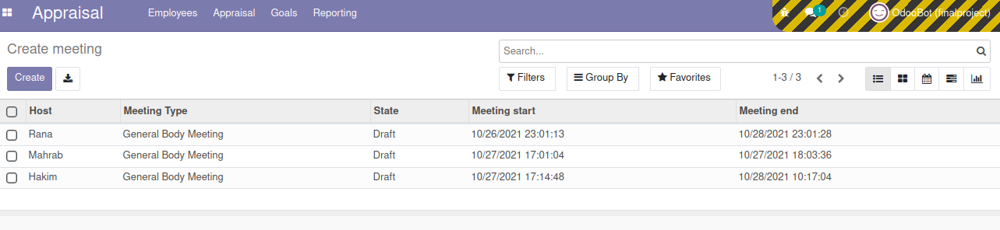 Appraisal Employees Appraisal Goals Reporting 1 OdooBot (finalproject)
Create meeting Search...
Create Filters Group By Favorites 1-3 / 3
Host Meeting Type State Meeting start Meeting end
Rana General Body Meeting Draft 10/26/2021 23:01:13 10/28/2021 23:01:28
Mahrab General Body Meeting Draft 10/27/2021 17:01:04 10/27/2021 18:03:36
Hakim General Body Meeting Draft 10/27/2021 17:14:48 10/28/2021 10:17:04